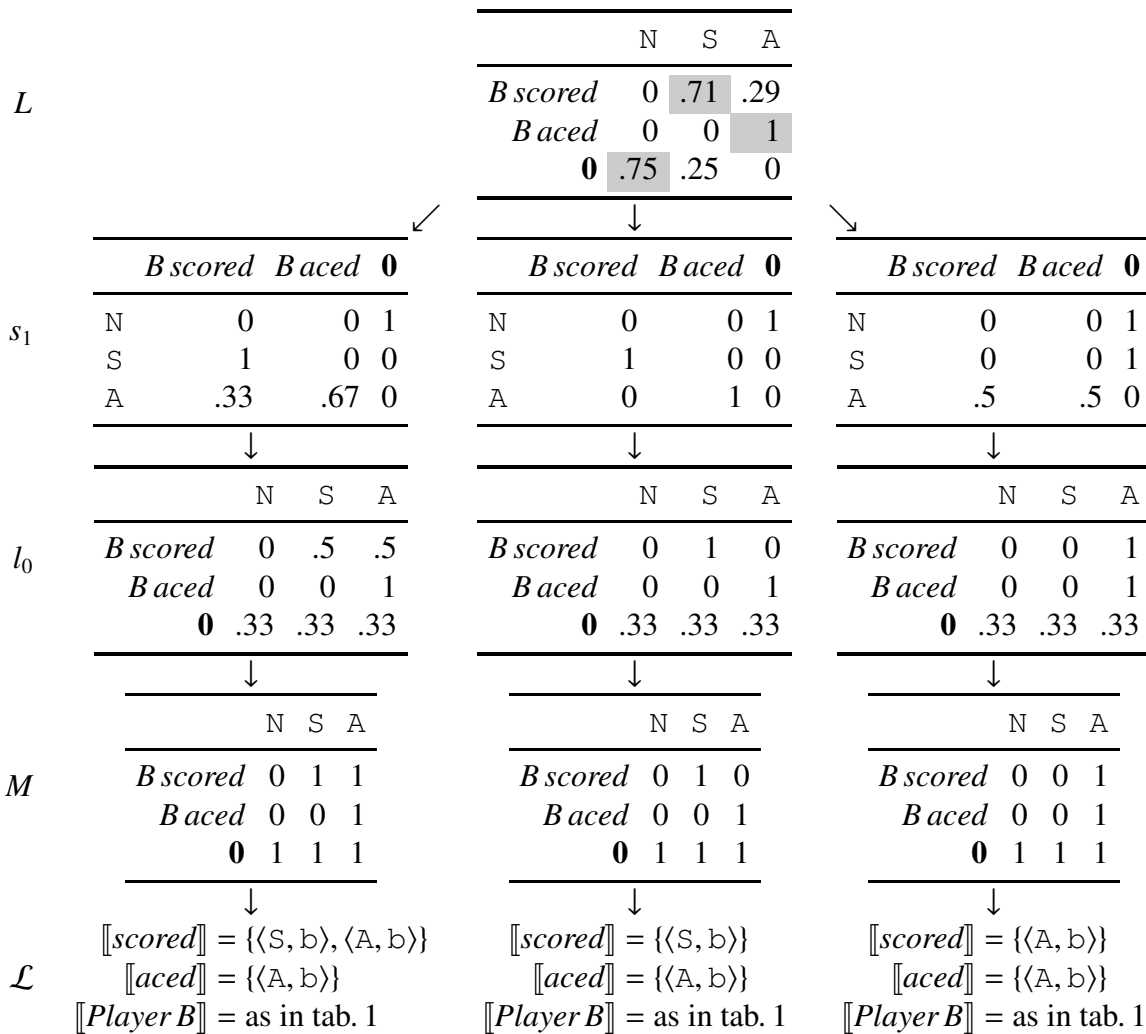 N S A
L
B scored 0 .71 .29
B aced 0 0 1
0 .75 .25 0
↙ ↓ ↘
B scored B aced 0 B scored B aced 0 B scored B aced 0
s₁
N 0 0 1 N 0 0 1 N 0 0 1
S 1 0 0 S 1 0 0 S 0 0 1
A .33 .67 0 A 0 1 0 A .5 .5 0
↓ ↓ ↓
N S A N S A N S A
l₀
B scored 0 .5 .5 B scored 0 1 0 B scored 0 0 1
B aced 0 0 1 B aced 0 0 1 B aced 0 0 1
0 .33 .33 .33 0 .33 .33 .33 0 .33 .33 .33
↓ ↓ ↓
N S A N S A N S A
M
B scored 0 1 1 B scored 0 1 0 B scored 0 0 1
B aced 0 0 1 B aced 0 0 1 B aced 0 0 1
0 1 1 1 0 1 1 1 0 1 1 1
↓ ↓ ↓
⟦scored⟧ = {⟨S, b⟩, ⟨A, b⟩} ⟦scored⟧ = {⟨S, b⟩} ⟦scored⟧ = {⟨A, b⟩}
ℒ ⟦aced⟧ = {⟨A, b⟩} ⟦aced⟧ = {⟨A, b⟩} ⟦aced⟧ = {⟨A, b⟩}
⟦Player B⟧ = as in tab. 1 ⟦Player B⟧ = as in tab. 1 ⟦Player B⟧ = as in tab. 1